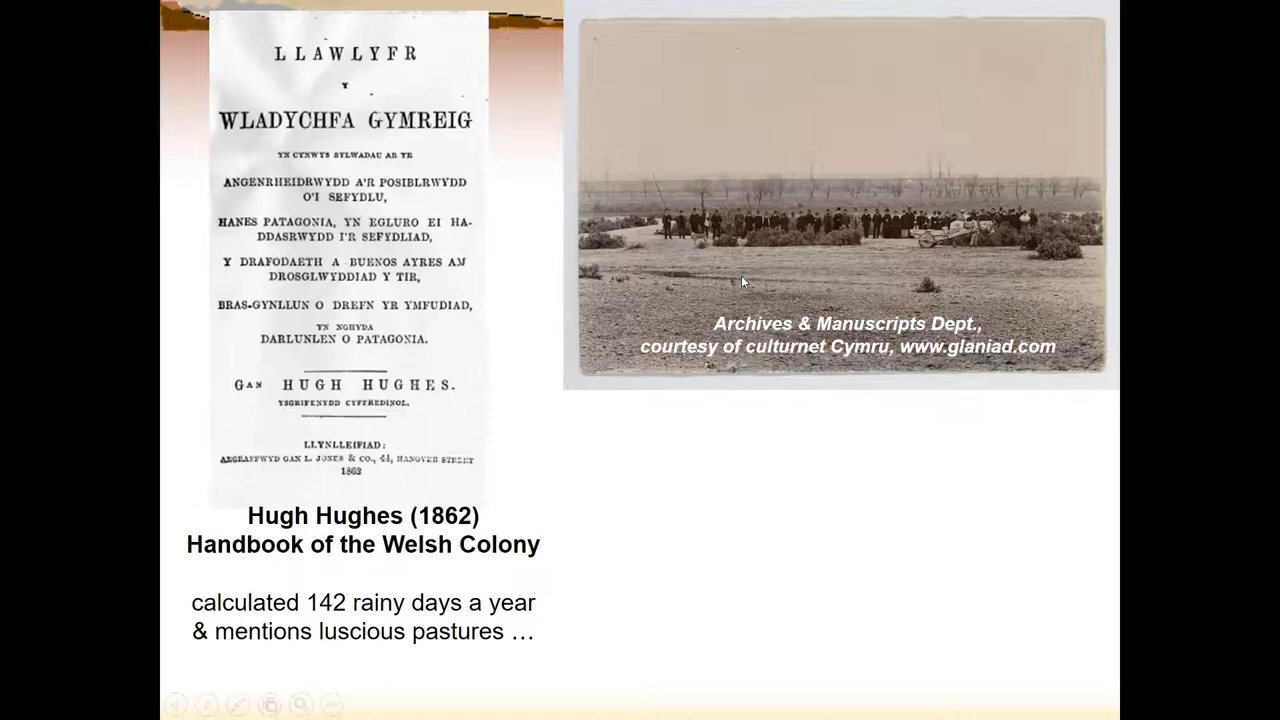 LLAWLYFR
Y
WLADYCHFA GYMREIG
YN CYNWYS SYLWADAU AR YR
ANGENRHEIDRWYDD A'R POSIBLRWYDD
O'I SEFYDLU,
HANES PATAGONIA, YN EGLURO EI HA-
DDASRWYDD I'R SEFYDLIAD,
Y DRAFODAETH A BUENOS AYRES AM
DROSGLWYDDIAD Y TIR,
BRAS-GYNLLUN O DREFN YR YMFUDIAD,
YN NGHYDA
DARLUNLEN O PATAGONIA.
GAN HUGH HUGHES.
YSGRIFENYDD CYFFREDINOL.
LLYNLLEIFIAD:
ARGRAFFWYD GAN L. JONES & CO., 44, HANOVER STREET
1862
Hugh Hughes (1862)
Handbook of the Welsh Colony
calculated 142 rainy days a year
& mentions luscious pastures …
Archives & Manuscripts Dept.,
courtesy of culturnet Cymru, www.glaniad.com